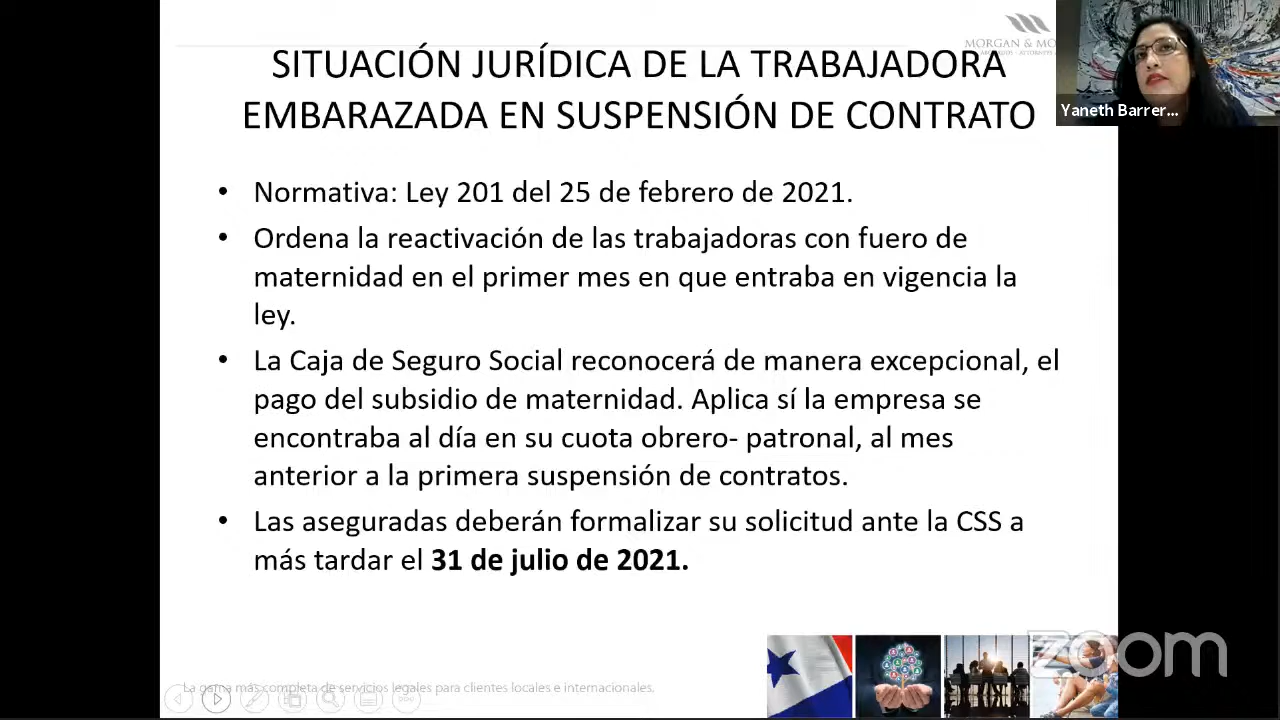 MORGAN & MO
SITUACIÓN JURÍDICA DE LA TRABAJADORA
EMBARAZADA EN SUSPENSIÓN DE CONTRATO
Yaneth Barrer...
• Normativa: Ley 201 del 25 de febrero de 2021.
• Ordena la reactivación de las trabajadoras con fuero de
maternidad en el primer mes en que entraba en vigencia la
ley.
• La Caja de Seguro Social reconocerá de manera excepcional, el
pago del subsidio de maternidad. Aplica sí la empresa se
encontraba al día en su cuota obrero- patronal, al mes
anterior a la primera suspensión de contratos.
• Las aseguradas deberán formalizar su solicitud ante la CSS a
más tardar el 31 de julio de 2021.
zoom
La gama más completa de servicios legales para clientes locales e internacionales.